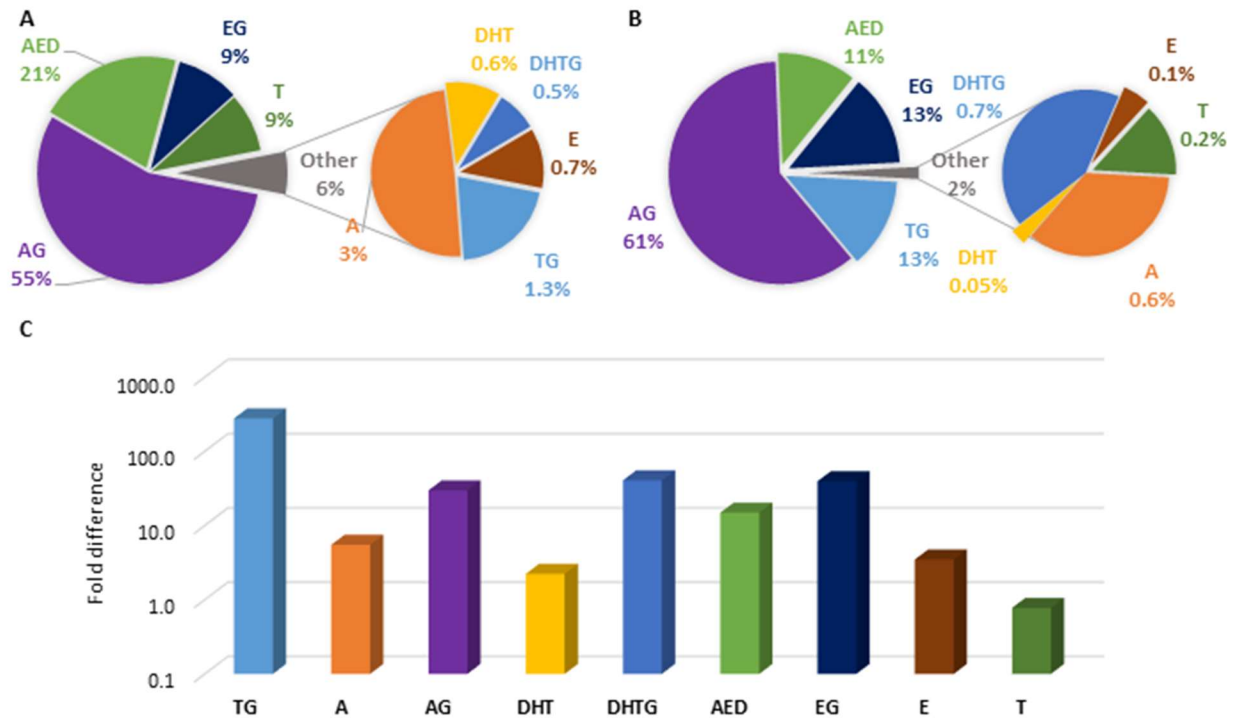 A
AED
21%
EG
9%
T
9%
AG
55%
Other
6%
DHT
0.6%
DHTG
0.5%
E
0.7%
A
3%
TG
1.3%
B
AED
11%
EG
13%
AG
61%
TG
13%
Other
2%
DHTG
0.7%
E
0.1%
T
0.2%
DHT
0.05%
A
0.6%
C
Fold difference
1000.0
100.0
10.0
1.0
0.1
TG A AG DHT DHTG AED EG E T